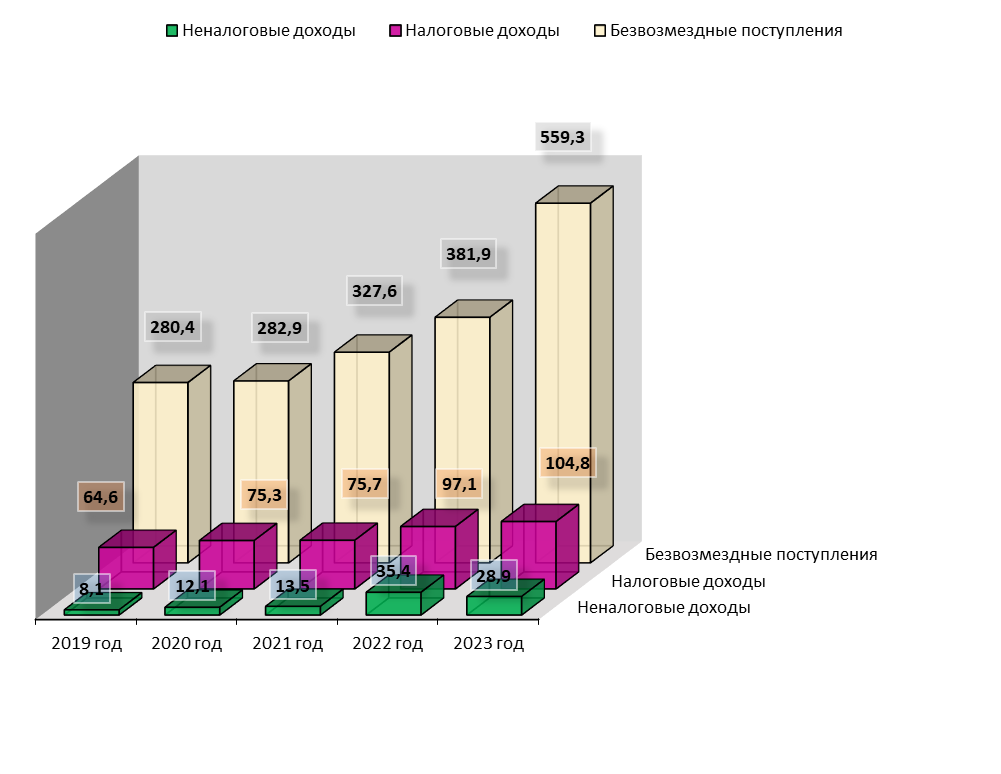 Неналоговые доходы Налоговые доходы Безвозмездные поступления
559,3
381,9
327,6
280,4 282,9
104,8
64,6 75,3 75,7 97,1
Безвозмездные поступления
Налоговые доходы
8,1 12,1 13,5 35,4 28,9
Неналоговые доходы
2019 год 2020 год 2021 год 2022 год 2023 год